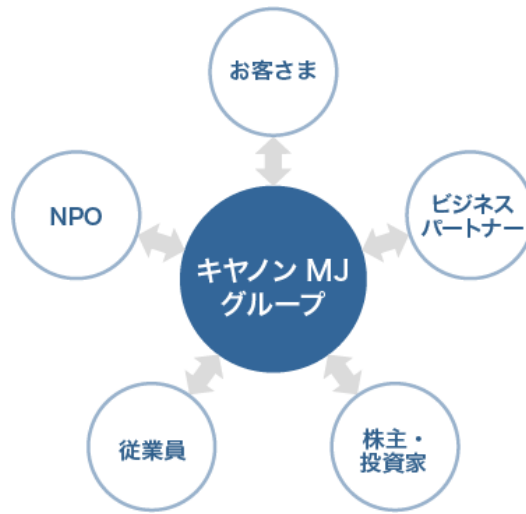 お客さま
NPO
ビジネス
パートナー
キヤノン MJ
グループ
従業員
株主・
投資家